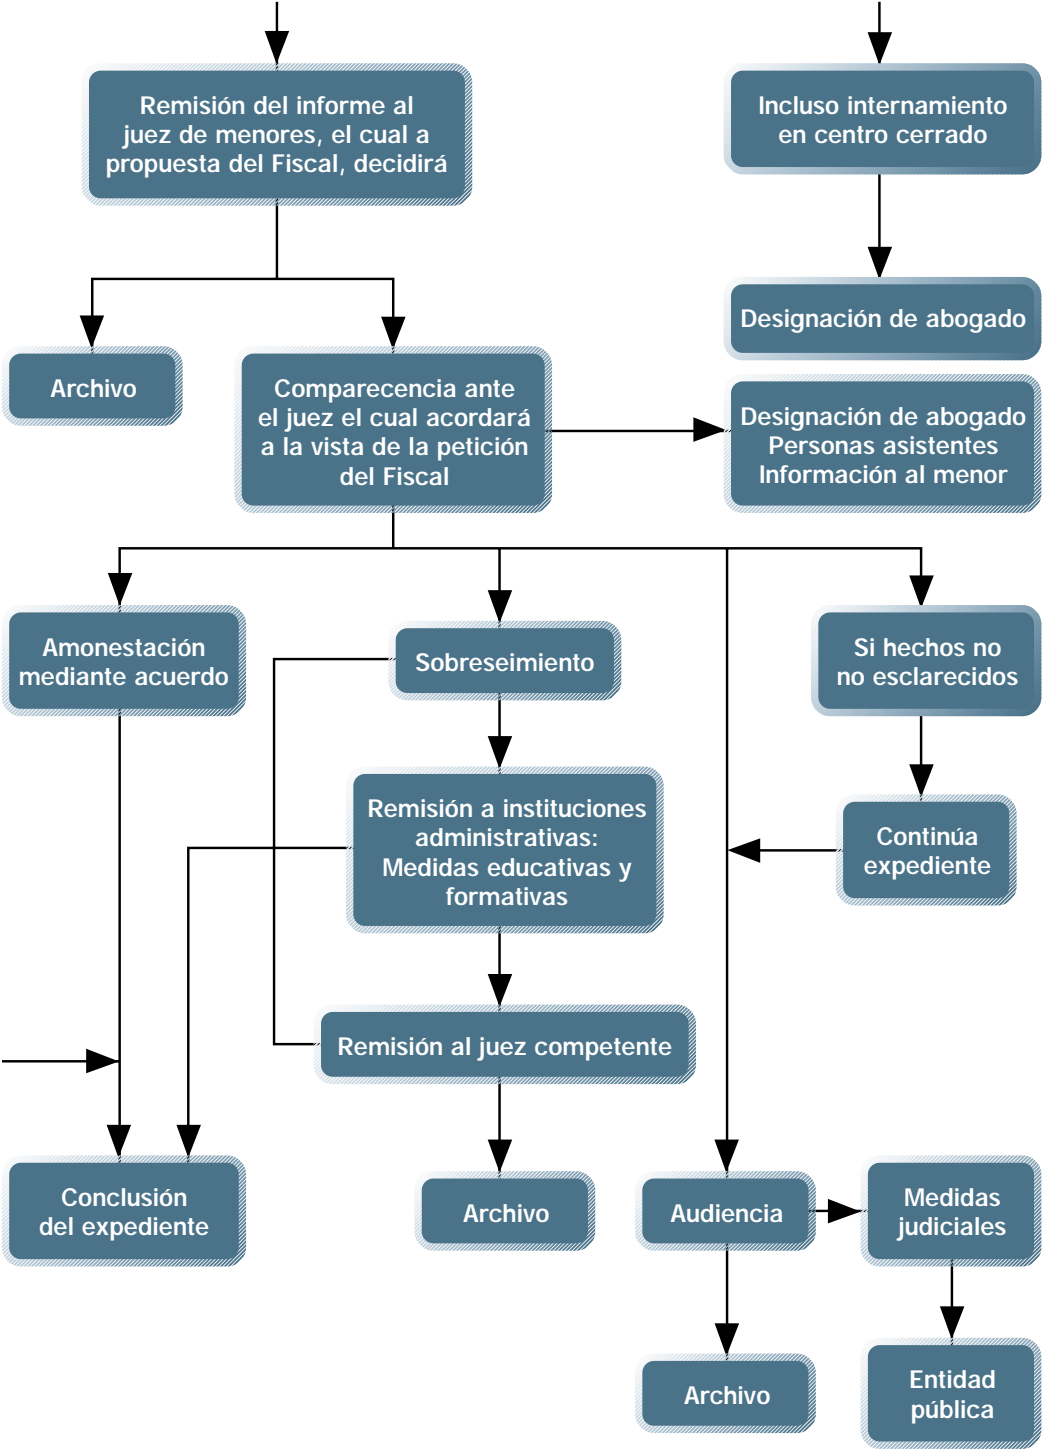 Remisión del informe al
juez de menores, el cual a
propuesta del Fiscal, decidirá
Incluso internamiento
en centro cerrado
Designación de abogado
Archivo
Comparecencia ante
el juez el cual acordará
a la vista de la petición
del Fiscal
Designación de abogado
Personas asistentes
Información al menor
Amonestación
mediante acuerdo
Sobreseimiento
Si hechos no
no esclarecidos
Remisión a instituciones
administrativas:
Medidas educativas y
formativas
Continúa
expediente
Remisión al juez competente
Conclusión
del expediente
Archivo
Audiencia
Medidas
judiciales
Archivo
Entidad
pública